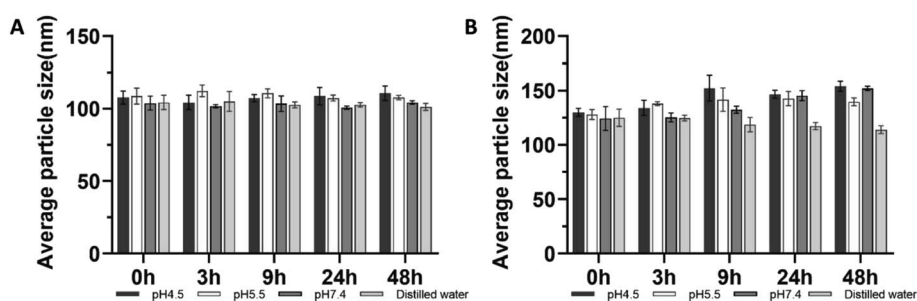 A
Average particle size(nm)
150
100
50
0
0h 3h 9h 24h 48h
pH4.5 pH5.5 pH7.4 Distilled water
B
Average particle size(nm)
200
150
100
50
0
0h 3h 9h 24h 48h
pH4.5 pH5.5 pH7.4 Distilled water